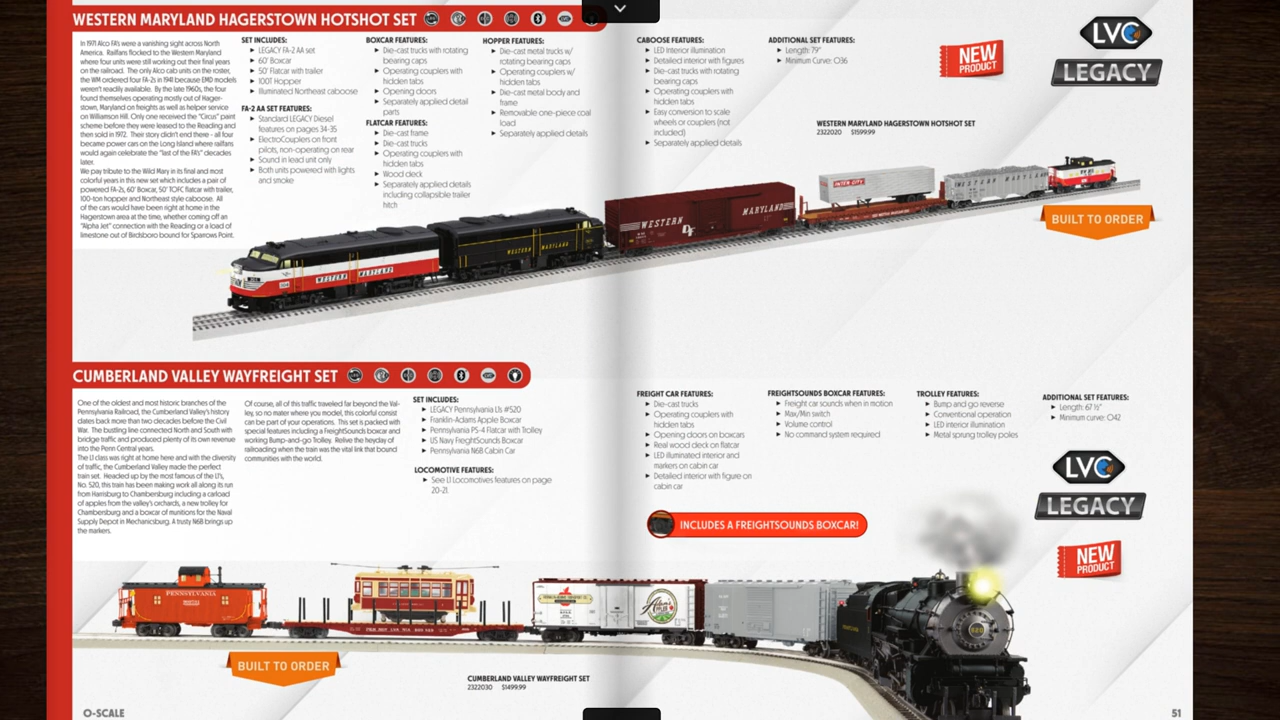 WESTERN MARYLAND HAGERSTOWN HOTSHOT SET
In 1971 Alco FA's were a vanishing sight across North
America. Railfans flocked to the Western Maryland
where four units were still working out their final years
on the railroad. The only Alco cab units on the roster,
the WM ordered four FA-2s in 1941 because EMD models
weren't readily available. By the late 1960s, the four
found themselves operating mostly out of Hager-
stown, Maryland on freights as well as helper service
on Williamson Hill. Only one received the "Circus" paint
scheme before they were leased to the Reading and
then sold in 1972. Their story didn't end there - all four
became power cars on the Long Island where railfans
would again celebrate the "last of the FA's" decades
later.
We pay tribute to the Wild Mary in its final and most
colorful years in this new set which includes a pair of
powered FA-2s, 60' Boxcar, 50' TOFC flatcar with trailer,
100-ton hopper and Northeast style caboose. All
of the cars would have been right at home in the
Hagerstown area at the time, whether coming off an
"Alpha Jet" connection with the Reading or a load of
limestone out of Birdsboro bound for Sparrows Point.
SET INCLUDES:
► LEGACY FA-2 AA set
► 60' Boxcar
► 50' Flatcar with trailer
► 100T Hopper
► Illuminated Northeast caboose
FA-2 AA SET FEATURES:
► Standard LEGACY Diesel
features on pages 34-35
► ElectroCouplers on front
pilots, non-operating on rear
► Sound in lead unit only
► Both units powered with lights
and smoke
BOXCAR FEATURES:
► Die-cast trucks with rotating
bearing caps
► Operating couplers with
hidden tabs
► Opening doors
► Separately applied detail
parts
FLATCAR FEATURES:
► Die-cast frame
► Die-cast trucks
► Operating couplers with
hidden tabs
► Wood deck
► Separately applied details
including collapsible trailer
hitch
HOPPER FEATURES:
► Die-cast metal trucks w/
rotating bearing caps
► Operating couplers w/
hidden tabs
► Die-cast metal body and
frame
► Removable one-piece coal
load
► Separately applied details
CABOOSE FEATURES:
► LED Interior illumination
► Detailed interior with figures
► Die-cast trucks with rotating
bearing caps
► Operating couplers with
hidden tabs
► Easy conversion to scale
wheels or couplers (not
included)
► Separately applied details
ADDITIONAL SET FEATURES:
► Length: 79"
► Minimum Curve: O36
NEW
PRODUCT
LVC
LEGACY
WESTERN MARYLAND HAGERSTOWN HOTSHOT SET
2322020 $1599.99
BUILT TO ORDER
WESTERN MARYLAND
WESTERN MARYLAND
WESTERN MARYLAND
INTER CITY
WESTERN MARYLAND
CUMBERLAND VALLEY WAYFREIGHT SET
One of the oldest and most historic branches of the
Pennsylvania Railroad, the Cumberland Valley's history
dates back more than two decades before the Civil
War. The bustling line connected North and South with
bridge traffic and produced plenty of its own revenue
into the Penn Central years.
The L1 class was right at home here and with the diversity
of traffic, the Cumberland Valley made the perfect
train set. Headed up by the most famous of the L1's,
No. 520, this train has been making work all along its run
from Harrisburg to Chambersburg including a carload
of apples from the valley's orchards, a new trolley for
Chambersburg and a boxcar of munitions for the Naval
Supply Depot in Mechanicsburg. A trusty N6B brings up
the markers.
Of course, all of this traffic traveled far beyond the Val-
ley, so no mater where you model, this colorful consist
can be part of your operations. This set is packed with
special features including a FreightSounds boxcar and
working Bump-and-go Trolley. Relive the heyday of
railroading when the train was the vital link that bound
communities with the world.
SET INCLUDES:
► LEGACY Pennsylvania L1s #520
► Franklin-Adams Apple Boxcar
► Pennsylvania PS-4 Flatcar with Trolley
► US Navy FreightSounds Boxcar
► Pennsylvania N6B Cabin Car
LOCOMOTIVE FEATURES:
► See L1 Locomotives features on page
20-21.
FREIGHT CAR FEATURES:
► Die-cast trucks
► Operating couplers with
hidden tabs
► Opening doors on boxcars
► Real wood deck on flatcar
► LED illuminated interior and
markers on cabin car
► Detailed interior with figure on
cabin car
FREIGHTSOUNDS BOXCAR FEATURES:
► Freight car sounds when in motion
► Max/Min switch
► Volume control
► No command system required
TROLLEY FEATURES:
► Bump and go reverse
► Conventional operation
► LED interior illumination
► Metal sprung trolley poles
ADDITIONAL SET FEATURES:
► Length: 67 ½"
► Minimum curve: O42
LVC
LEGACY
NEW
PRODUCT
INCLUDES A FREIGHTSOUNDS BOXCAR!
PENNSYLVANIA
520
BUILT TO ORDER
CUMBERLAND VALLEY WAYFREIGHT SET
2322030 $1499.99
O-SCALE
51